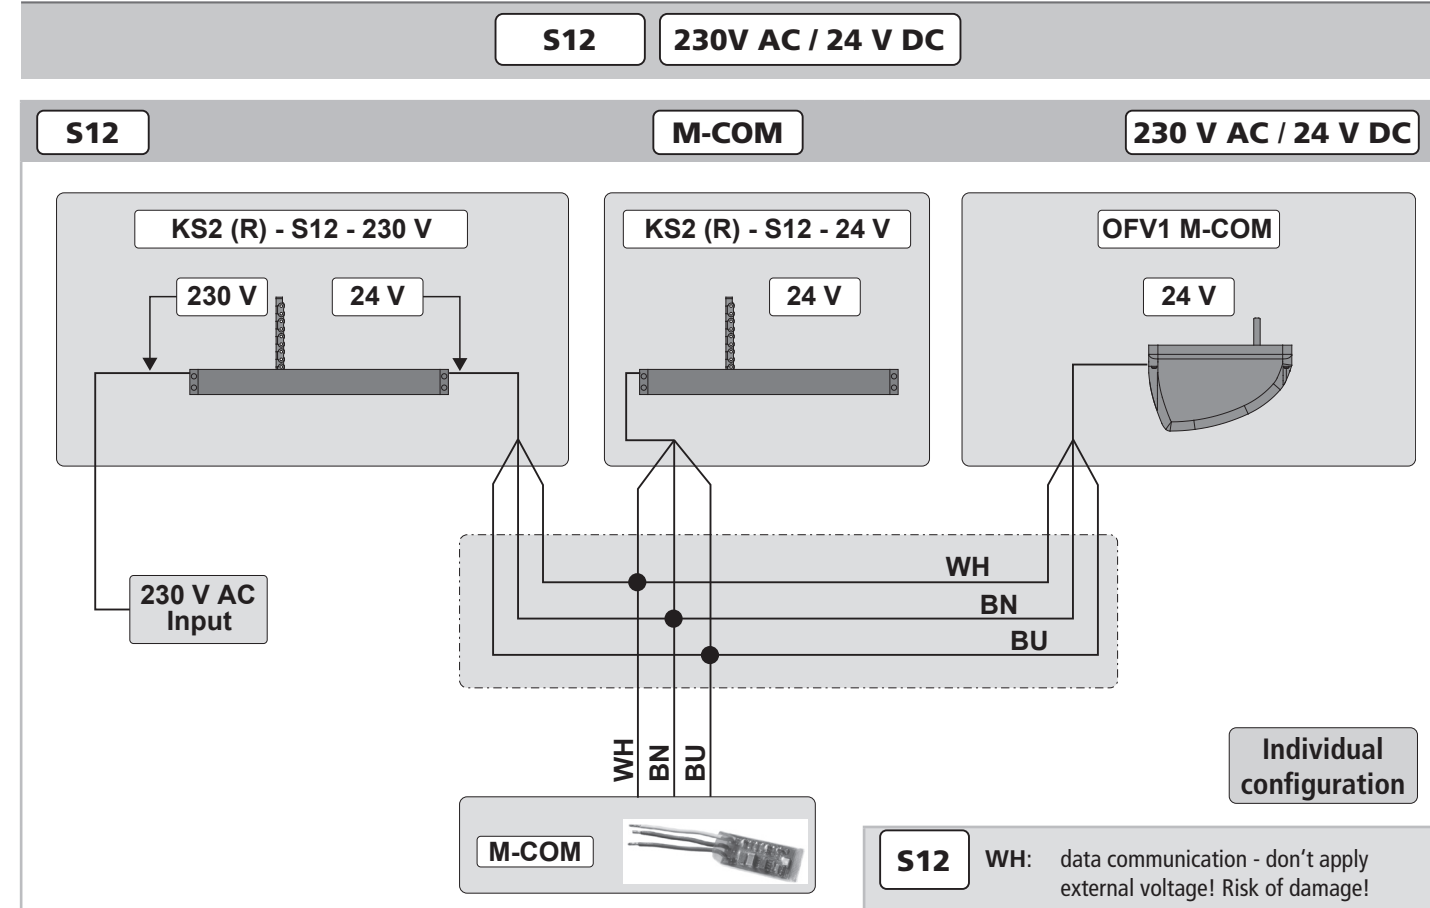 S12
230V AC / 24 V DC
S12
M-COM
230 V AC / 24 V DC
KS2 (R) - S12 - 230 V
KS2 (R) - S12 - 24 V
OFV1 M-COM
230 V
24 V
24 V
24 V
WH
230 V AC
Input
BN
BU
WH
BN
BU
Individual
configuration
M-COM
S12
WH: data communication - don't apply
external voltage! Risk of damage!